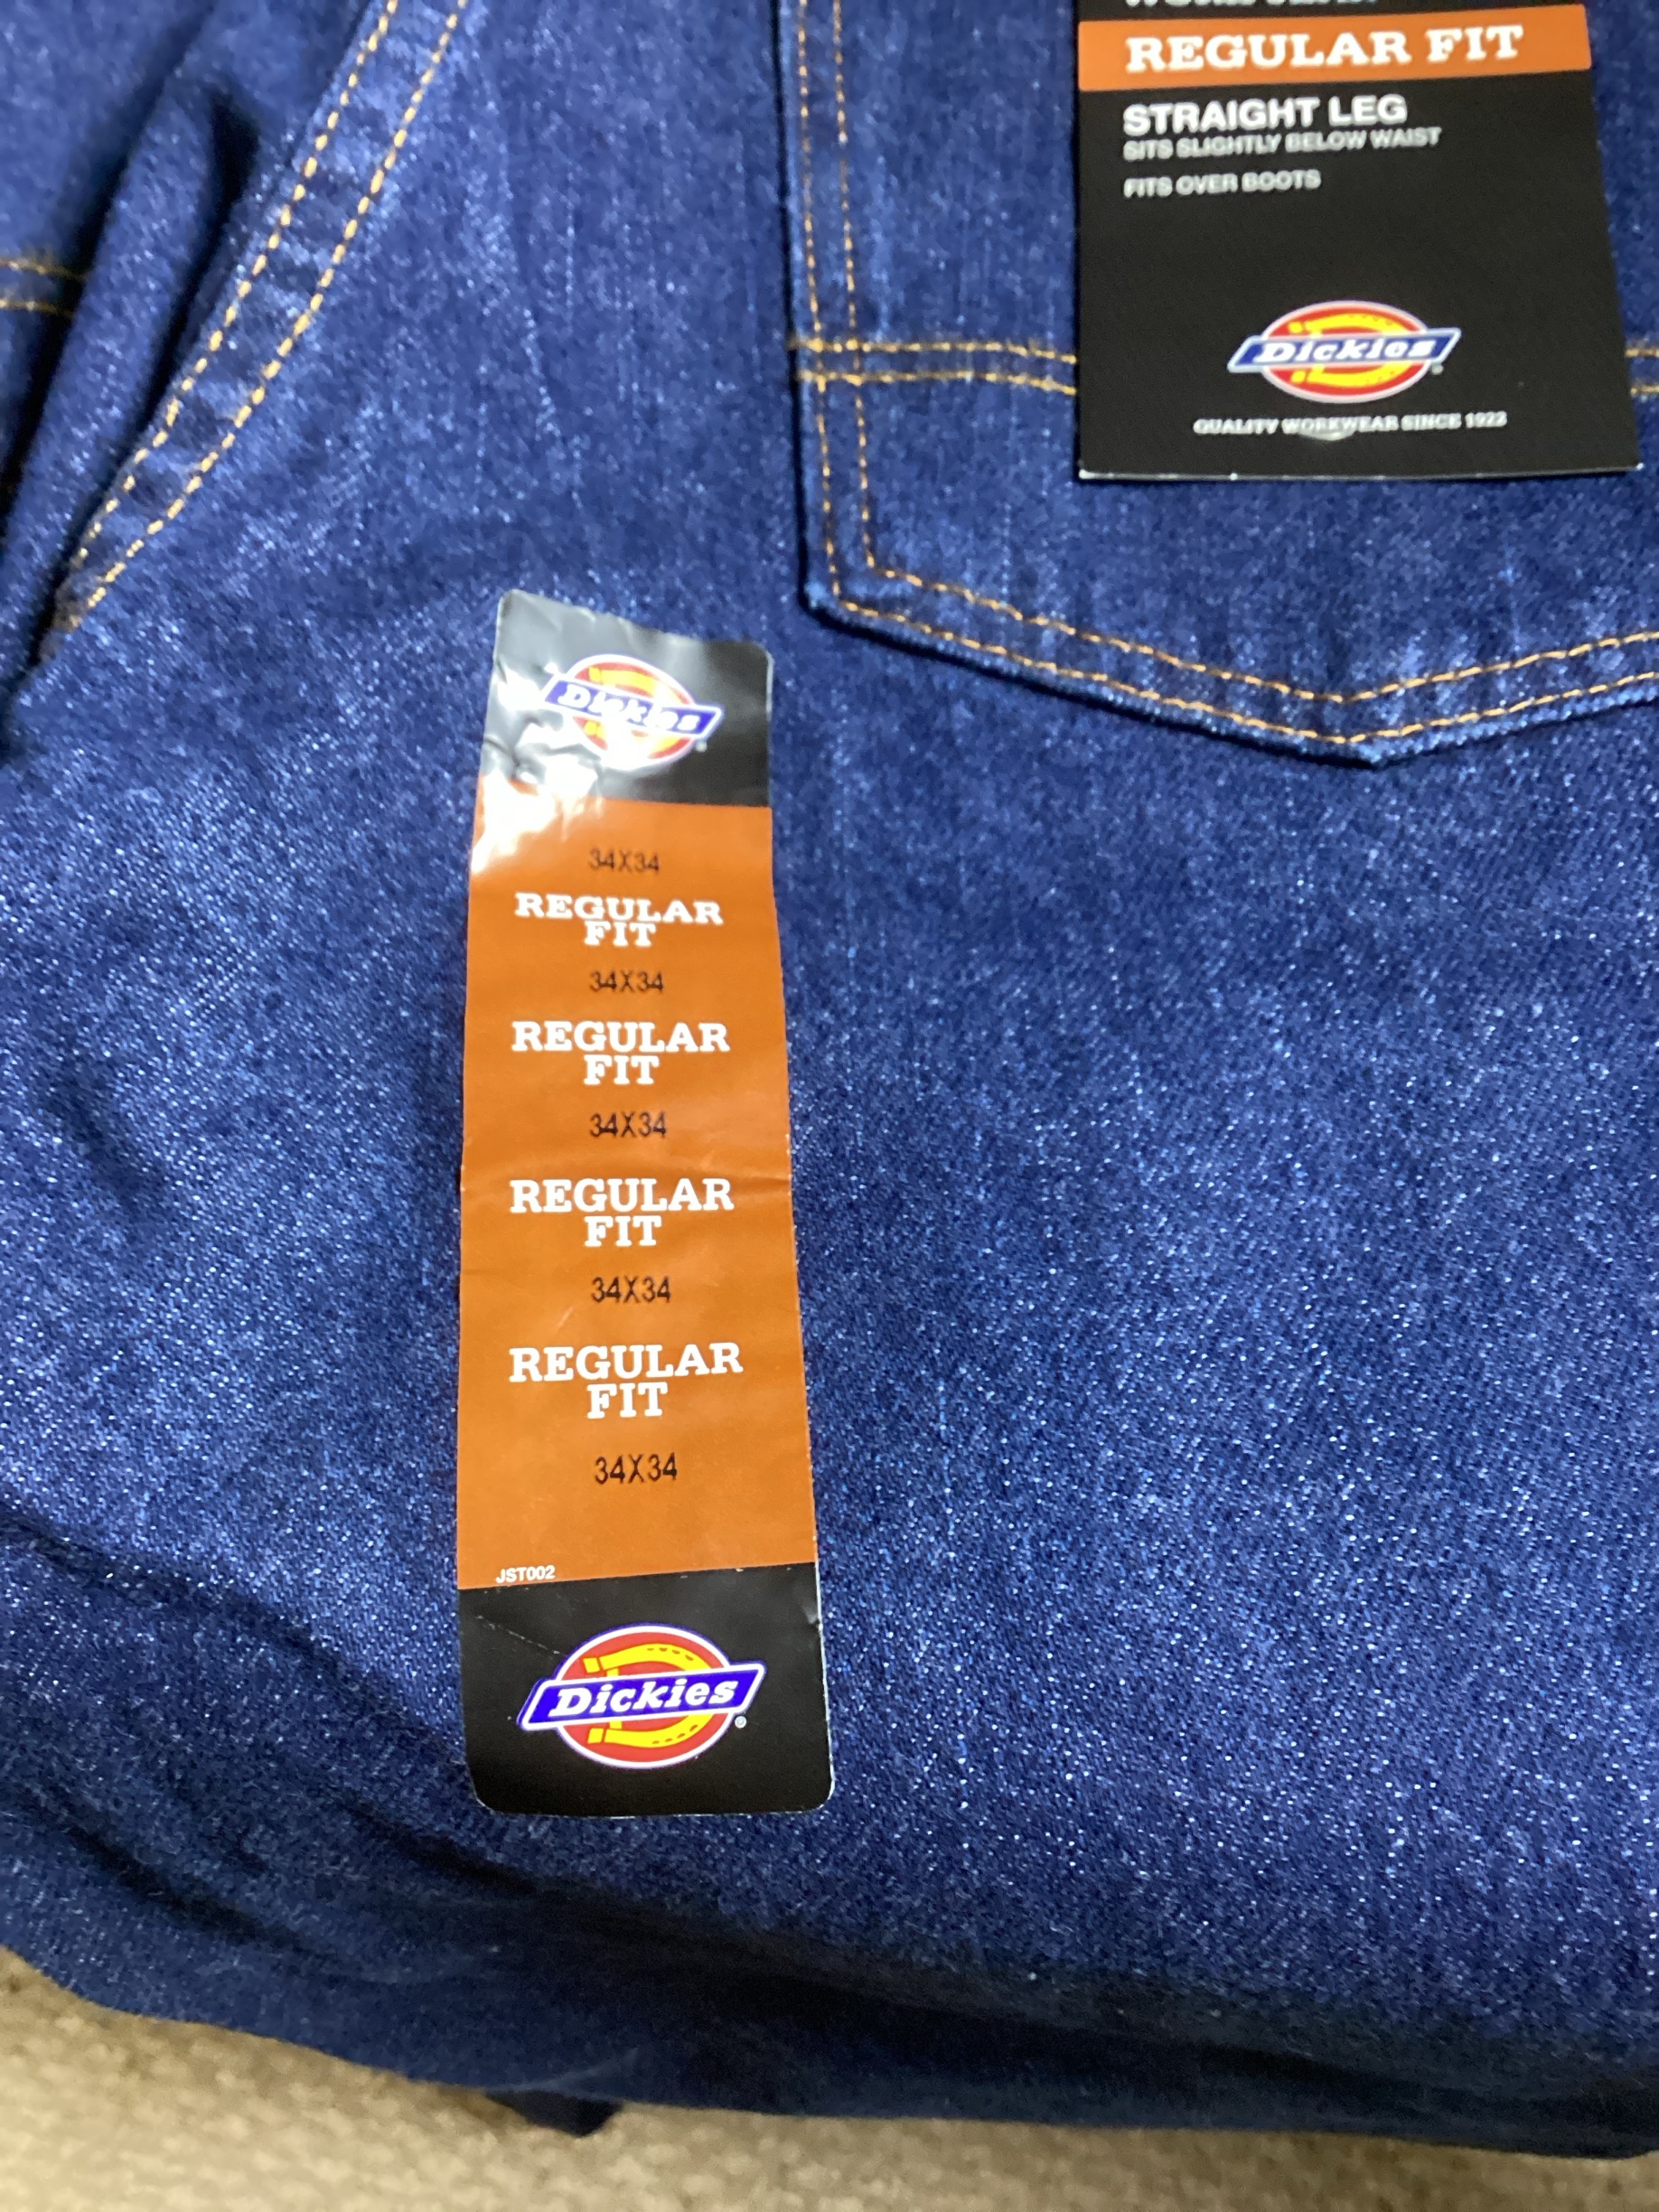 REGULAR FIT
STRAIGHT LEG
SITS SLIGHTLY BELOW WAIST
FITS OVER BOOTS
Dickies
QUALITY WORKWEAR SINCE 1922
Dickies
34X34
REGULAR
FIT
34X34
REGULAR
FIT
34X34
REGULAR
FIT
34X34
REGULAR
FIT
34X34
JST002
Dickies®